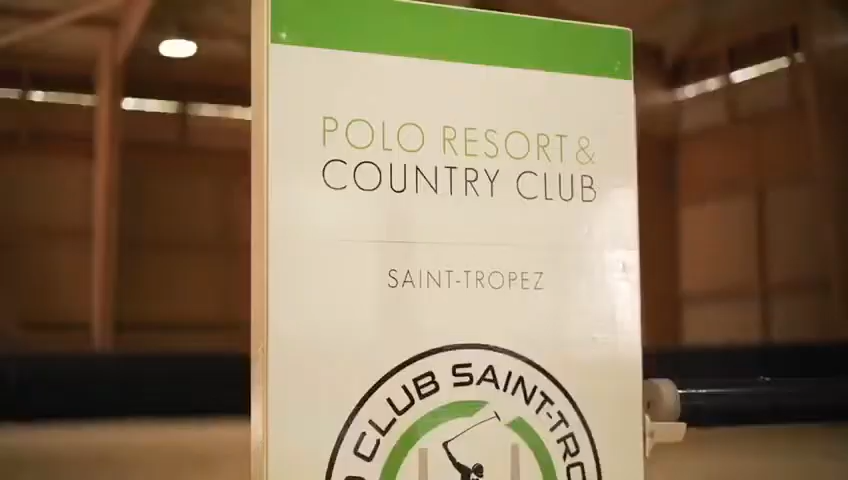 POLO RESORT &
COUNTRY CLUB
SAINT-TROPEZ
CLUB SAINT-TRO